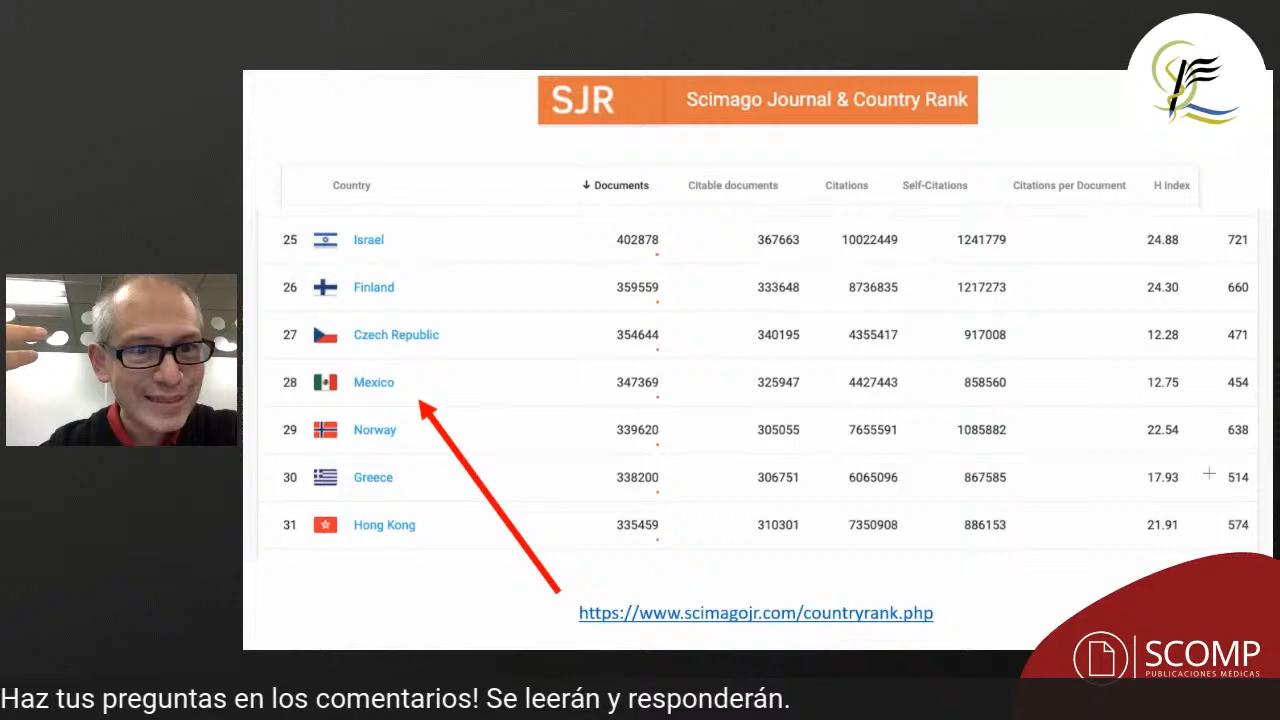 SJR Scimago Journal & Country Rank
Country ↓ Documents Citable documents Citations Self-Citations Citations per Document H index
25 Israel 402878 367663 10022449 1241779 24.88 721
26 Finland 359559 333648 8736835 1217273 24.30 660
27 Czech Republic 354644 340195 4355417 917008 12.28 471
28 Mexico 347369 325947 4427443 858560 12.75 454
29 Norway 339620 305055 7655591 1085882 22.54 638
30 Greece 338200 306751 6065096 867585 17.93 514
31 Hong Kong 335459 310301 7350908 886153 21.91 574
https://www.scimagojr.com/countryrank.php
SCOMP
PUBLICACIONES MÉDICAS
Haz tus preguntas en los comentarios! Se leerán y responderán.